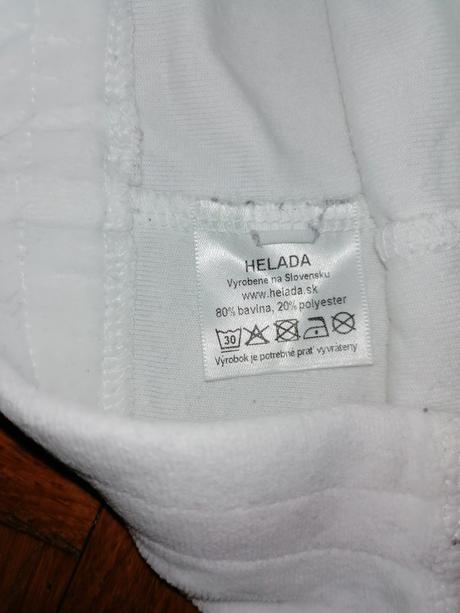 HELADA
Vyrobene na Slovensku
www.helada.sk
80% bavlna, 20% polyester
30
Výrobok je potrebné prať vyvrátený